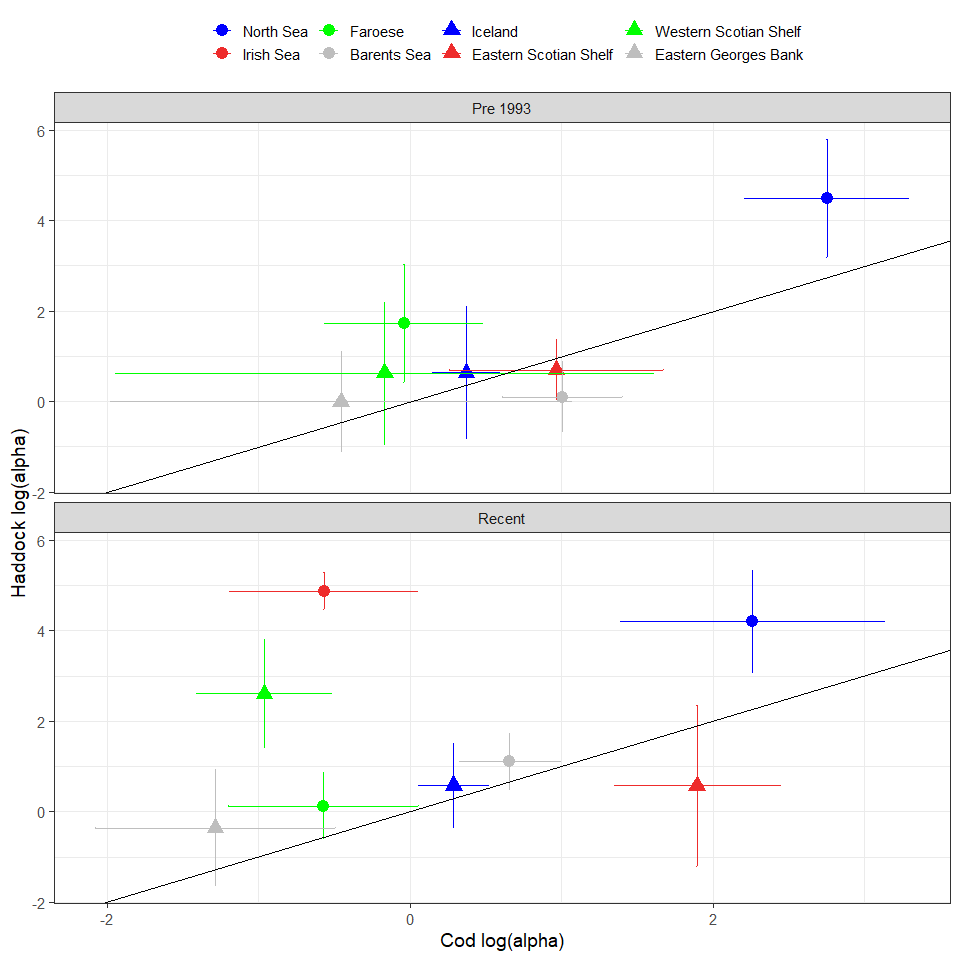 North Sea Faroese Iceland Western Scotian Shelf
Irish Sea Barents Sea Eastern Scotian Shelf Eastern Georges Bank
Pre 1993
6
4
2
0
-2
Haddock log(alpha)
Recent
6
4
2
0
-2
-2 0 2
Cod log(alpha)